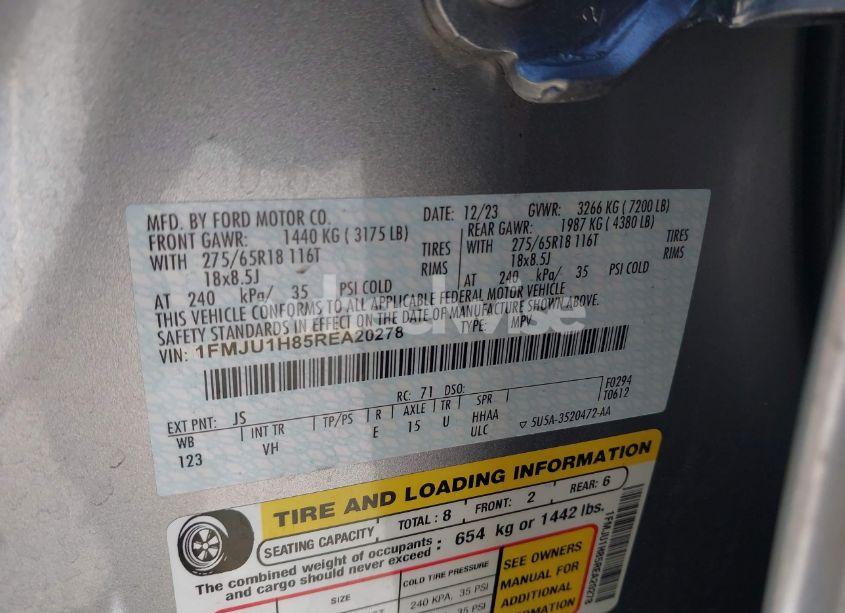 MFD. BY FORD MOTOR CO. DATE: 12/23 GVWR: 3266 KG (7200 LB)
FRONT GAWR: 1440 KG (3175 LB) REAR GAWR: 1987 KG (4380 LB)
WITH 275/65R18 116T TIRES WITH 275/65R18 116T TIRES
18x8.5J RIMS 18x8.5J RIMS
AT 240 kPa/ 35 PSI COLD AT 240 kPa/ 35 PSI COLD
THIS VEHICLE CONFORMS TO ALL APPLICABLE FEDERAL MOTOR VEHICLE
SAFETY STANDARDS IN EFFECT ON THE DATE OF MANUFACTURE SHOWN ABOVE.
VIN: 1FMJU1H85REA20278 TYPE: MPV
F0294
T0612
EXT PNT: JS RC: 71 DSO:
WB INT TR TP/PS R AXLE TR SPR
123 VH E 15 U HHAA
ULC
5U5A-3520472-AA
TIRE AND LOADING INFORMATION
SEATING CAPACITY TOTAL: 8 FRONT: 2 REAR: 6
The combined weight of occupants
and cargo should never exceed : 654 kg or 1442 lbs.
SIZE COLD TIRE PRESSURE
240 KPA, 35 PSI
35 PSI
SEE OWNERS
MANUAL FOR
ADDITIONAL
INFORMATION
1FMJU1H85REA20278